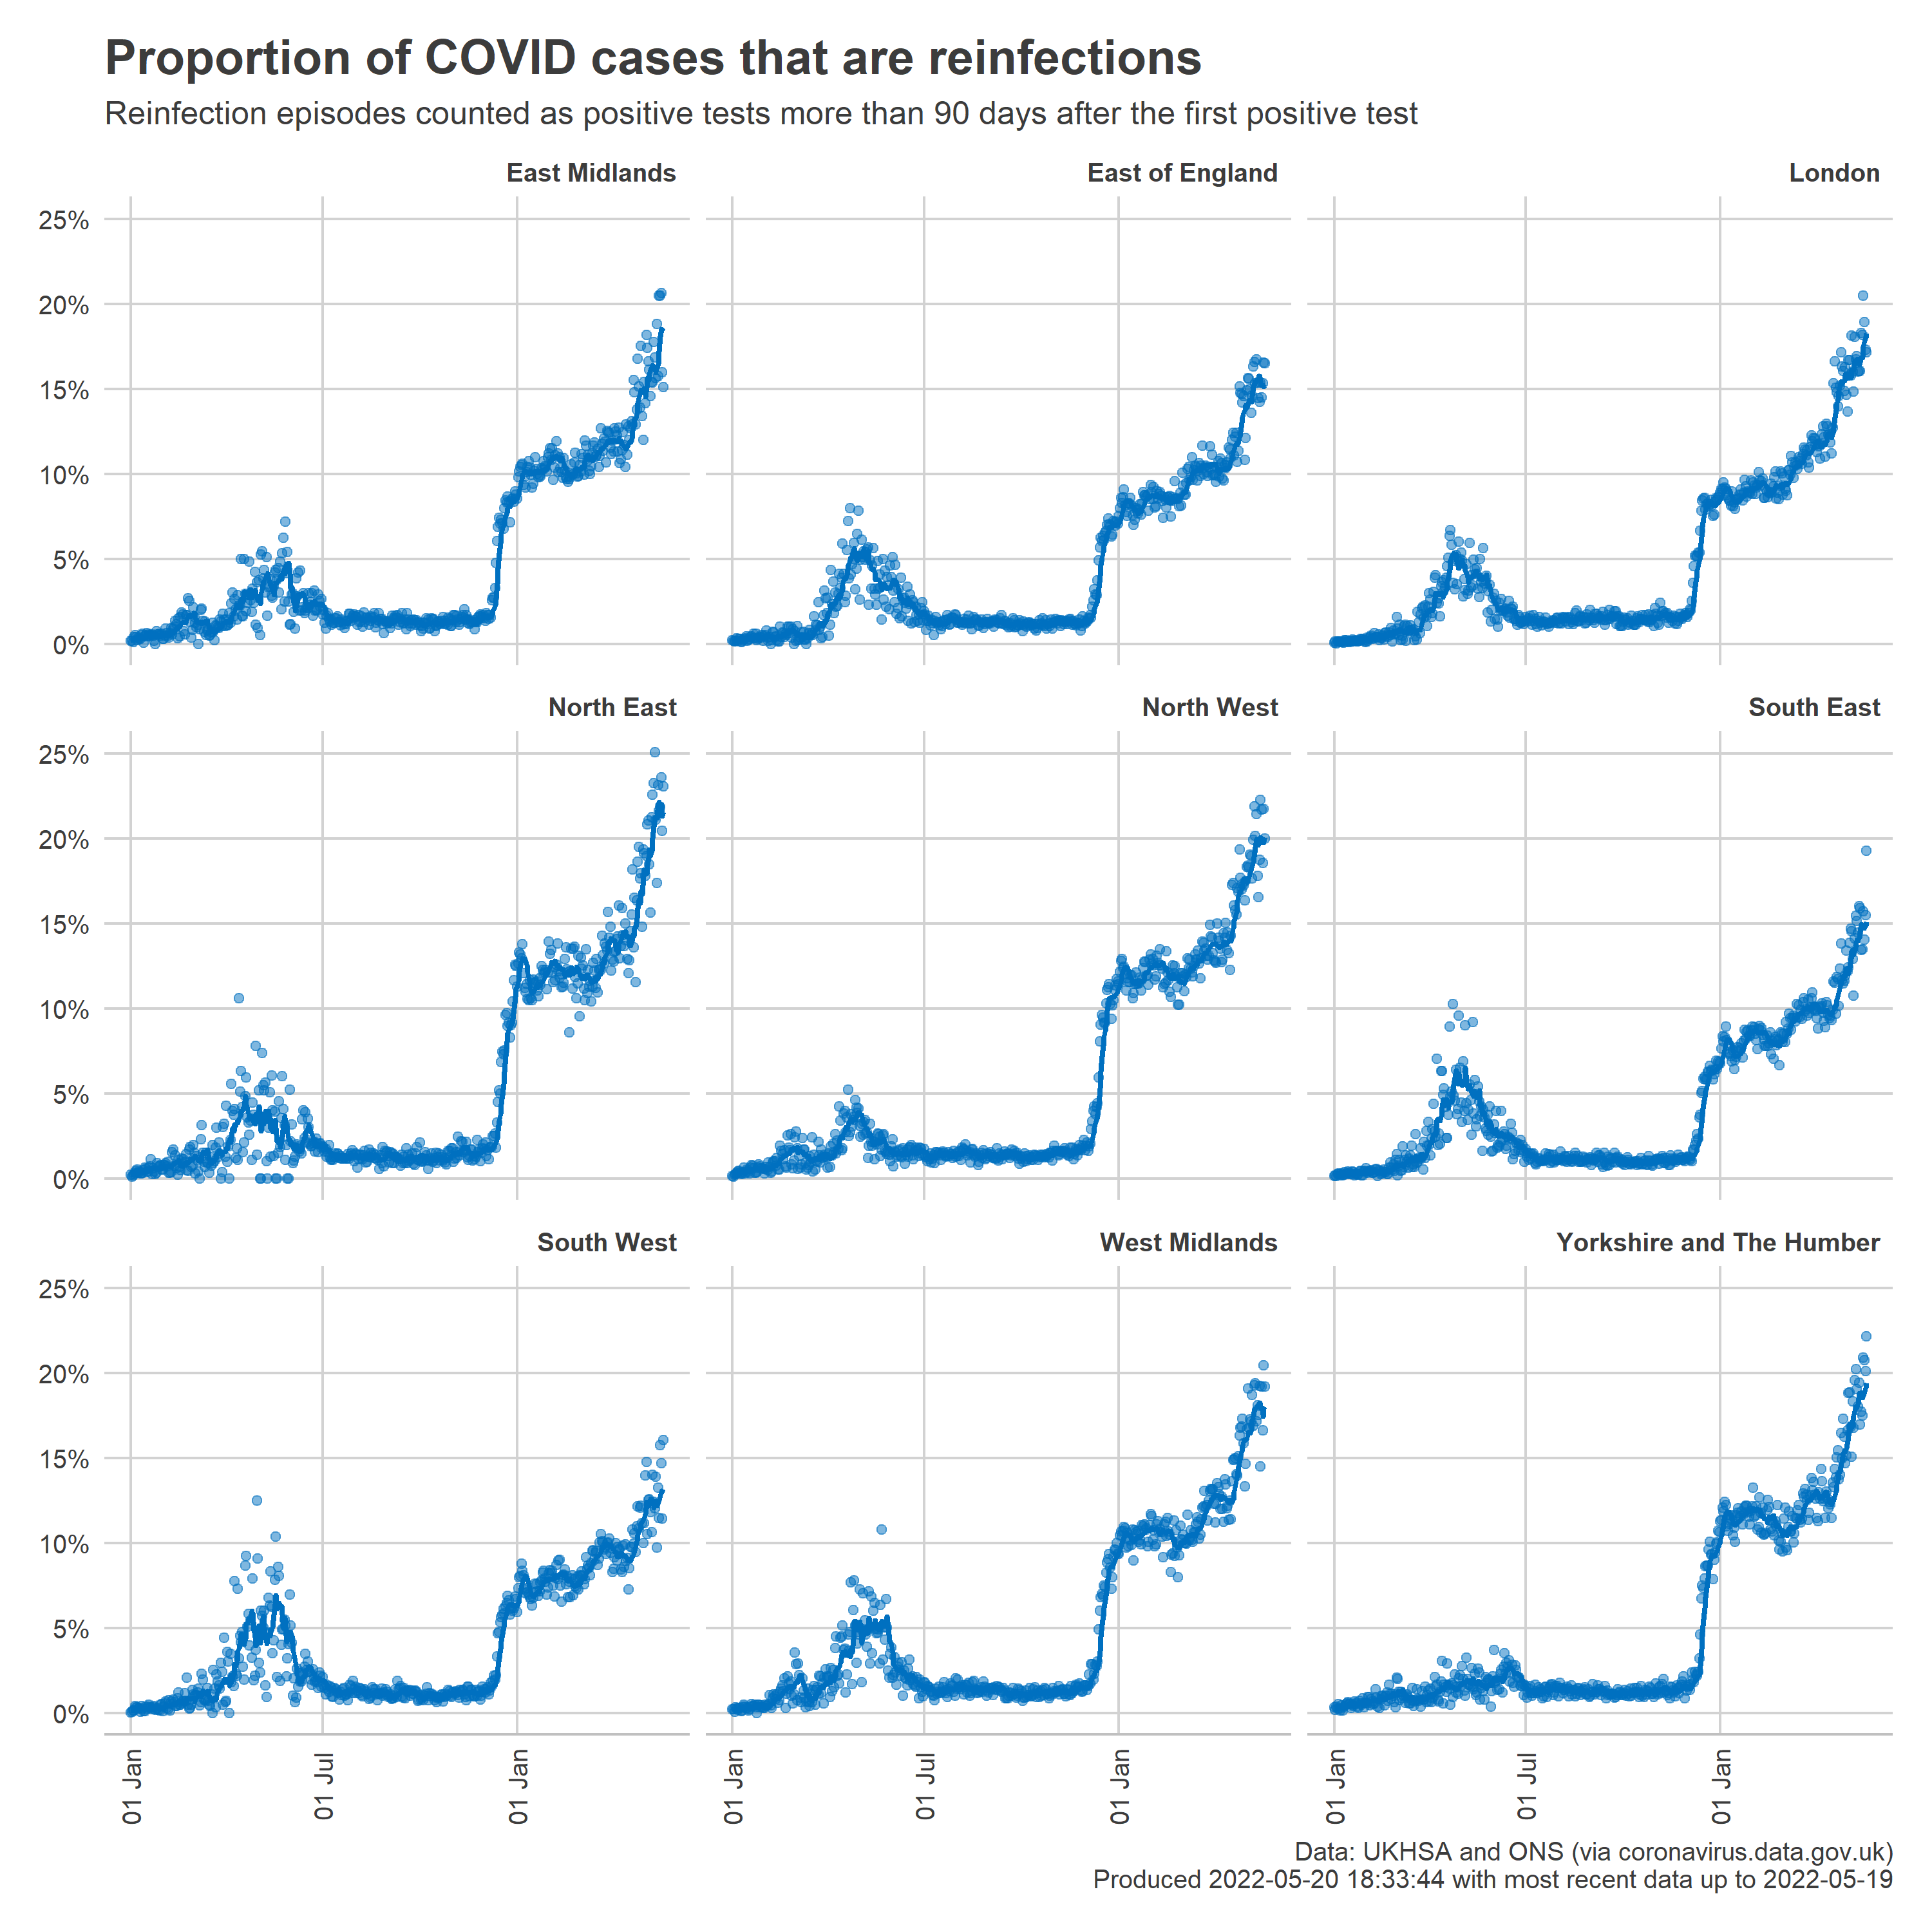 Proportion of COVID cases that are reinfections
Reinfection episodes counted as positive tests more than 90 days after the first positive test
East Midlands
East of England
London
25%
20%
15%
10%
5%
0%
North East
North West
South East
25%
20%
15%
10%
5%
0%
South West
West Midlands
Yorkshire and The Humber
25%
20%
15%
10%
5%
0%
01 Jan
01 Jul
01 Jan
01 Jan
01 Jul
01 Jan
01 Jan
01 Jul
01 Jan
Data: UKHSA and ONS (via coronavirus.data.gov.uk)
Produced 2022-05-20 18:33:44 with most recent data up to 2022-05-19